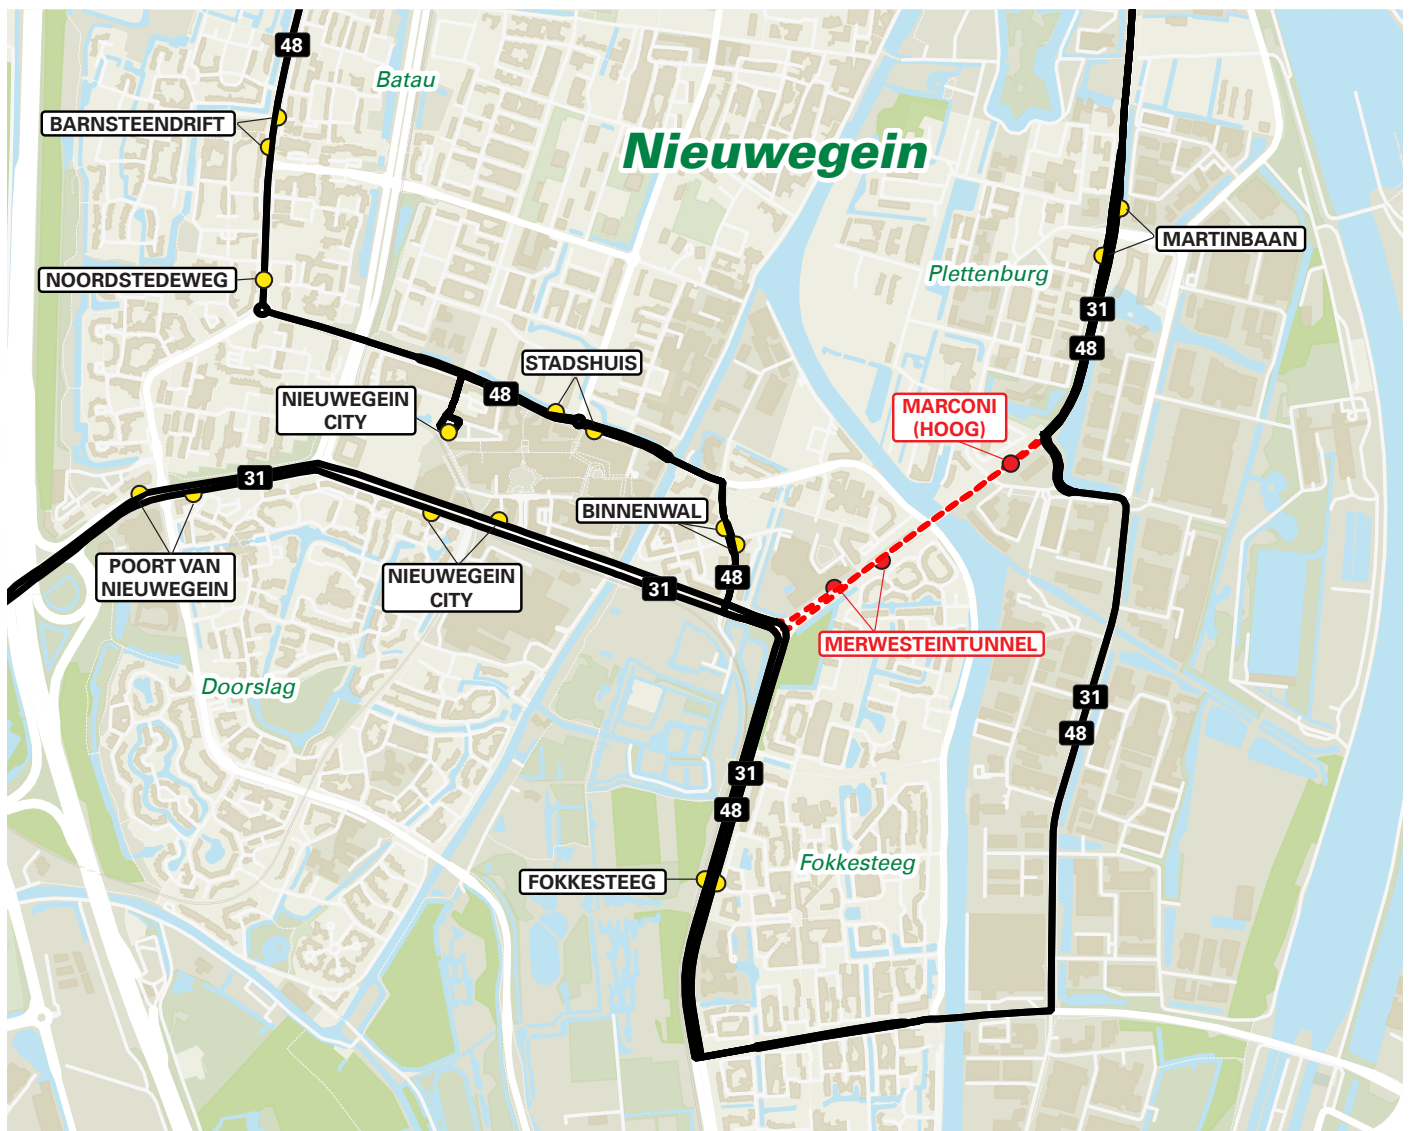 48
Batau
BARNSTEENDRIFT
Nieuwegein
MARTINBAAN
NOORDSTEDEWEG
Plettenburg
31
48
STADSHUIS
NIEUWEGEIN
CITY
48
MARCONI
(HOOG)
31
BINNENWAL
POORT VAN
NIEUWEGEIN
NIEUWEGEIN
CITY
31
48
MERWESTEINTUNNEL
Doorslag
31
48
31
48
FOKKESTEEG
Fokkesteeg